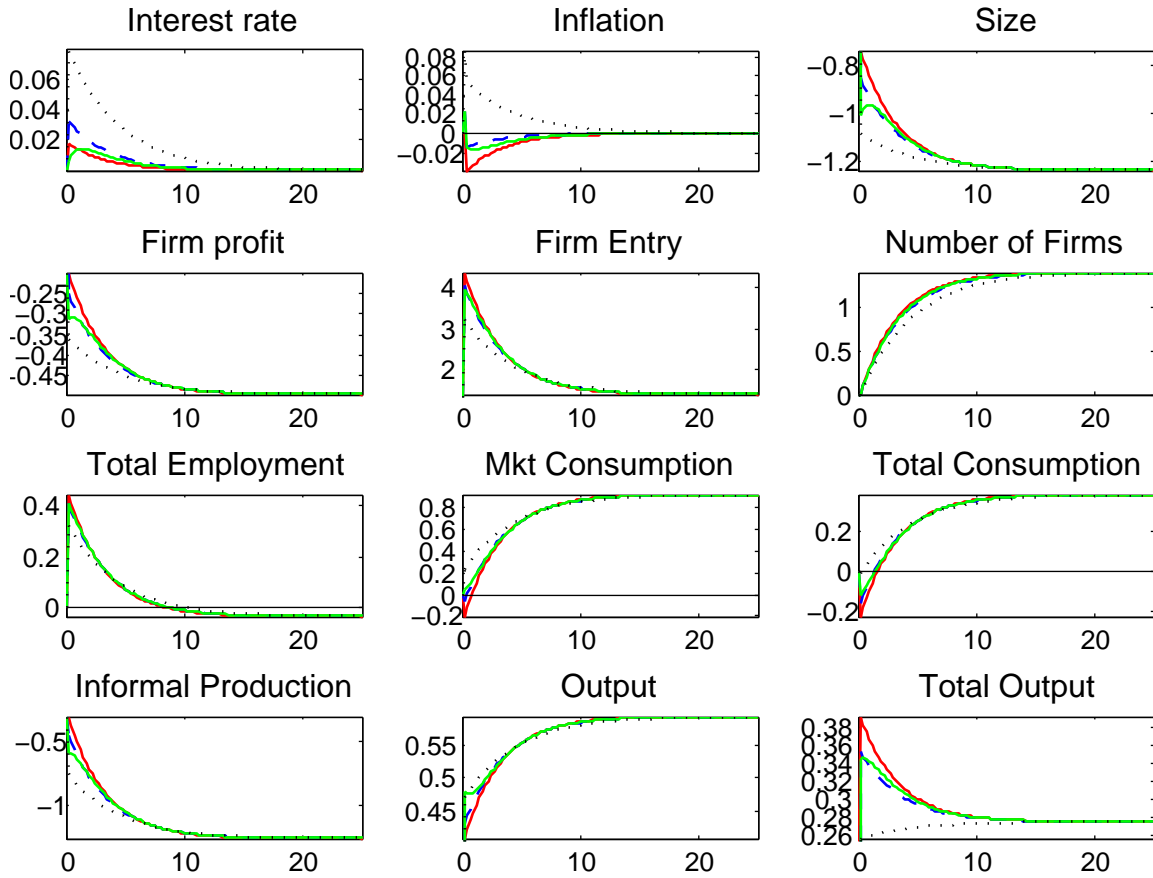 Interest rate Inflation Size
0.06
0.04
0.02
0 10 20
0.08
0.06
0.04
0.02
0
−0.02
0 10 20
−0.8
−1
−1.2
0 10 20
Firm profit Firm Entry Number of Firms
−0.25
−0.3
−0.35
−0.4
−0.45
0 10 20
4
3
2
0 10 20
1
0.5
0
0 10 20
Total Employment Mkt Consumption Total Consumption
0.4
0.2
0
0 10 20
0.8
0.6
0.4
0.2
0
−0.2
0 10 20
0.2
0
−0.2
0 10 20
Informal Production Output Total Output
−0.5
−1
0 10 20
0.55
0.5
0.45
0 10 20
0.38
0.36
0.34
0.32
0.3
0.28
0.26
0 10 20